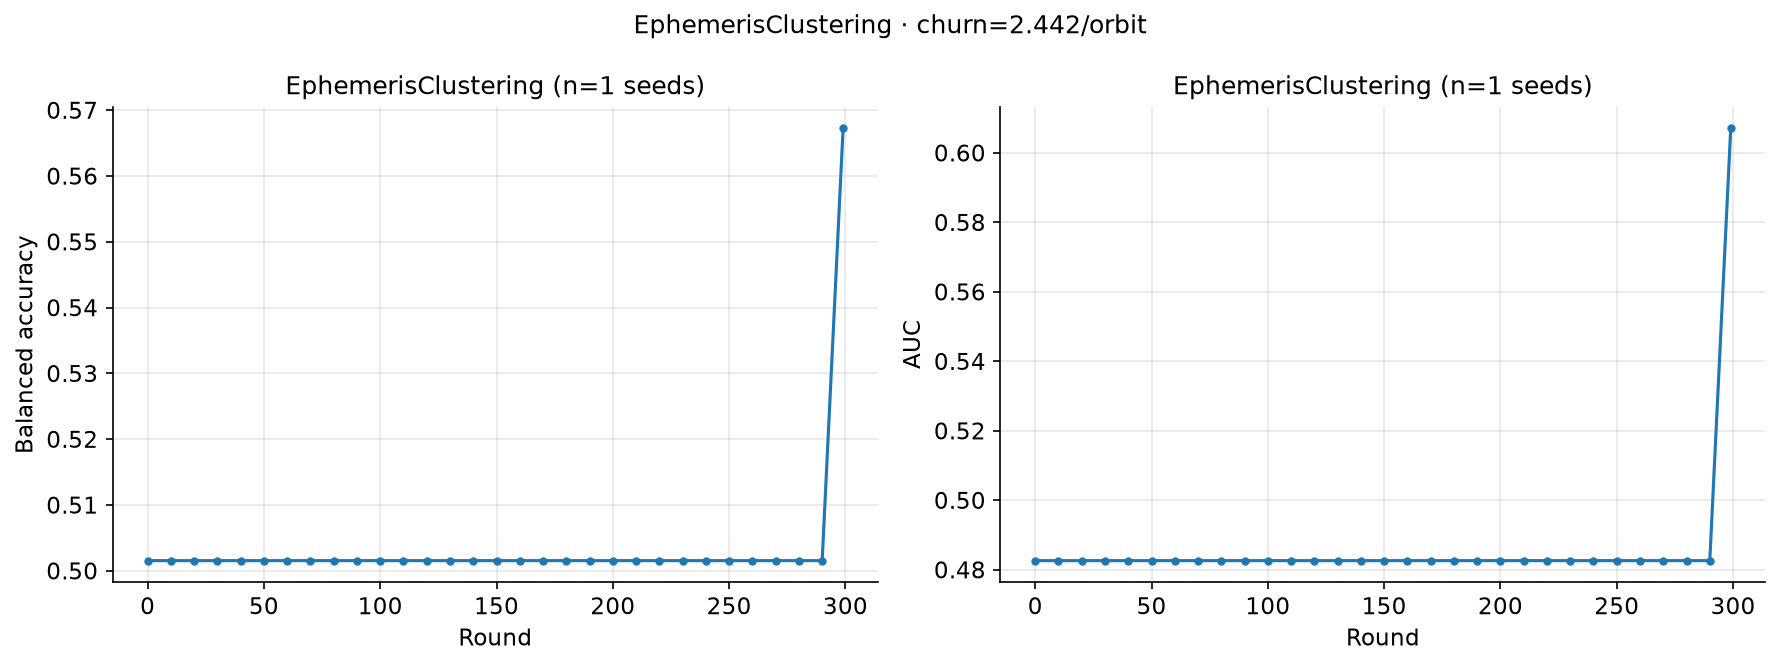 EphemerisClustering · churn=2.442/orbit
EphemerisClustering (n=1 seeds)
Balanced accuracy
0.57
0.56
0.55
0.54
0.53
0.52
0.51
0.50
0 50 100 150 200 250 300
Round
EphemerisClustering (n=1 seeds)
AUC
0.60
0.58
0.56
0.54
0.52
0.50
0.48
0 50 100 150 200 250 300
Round